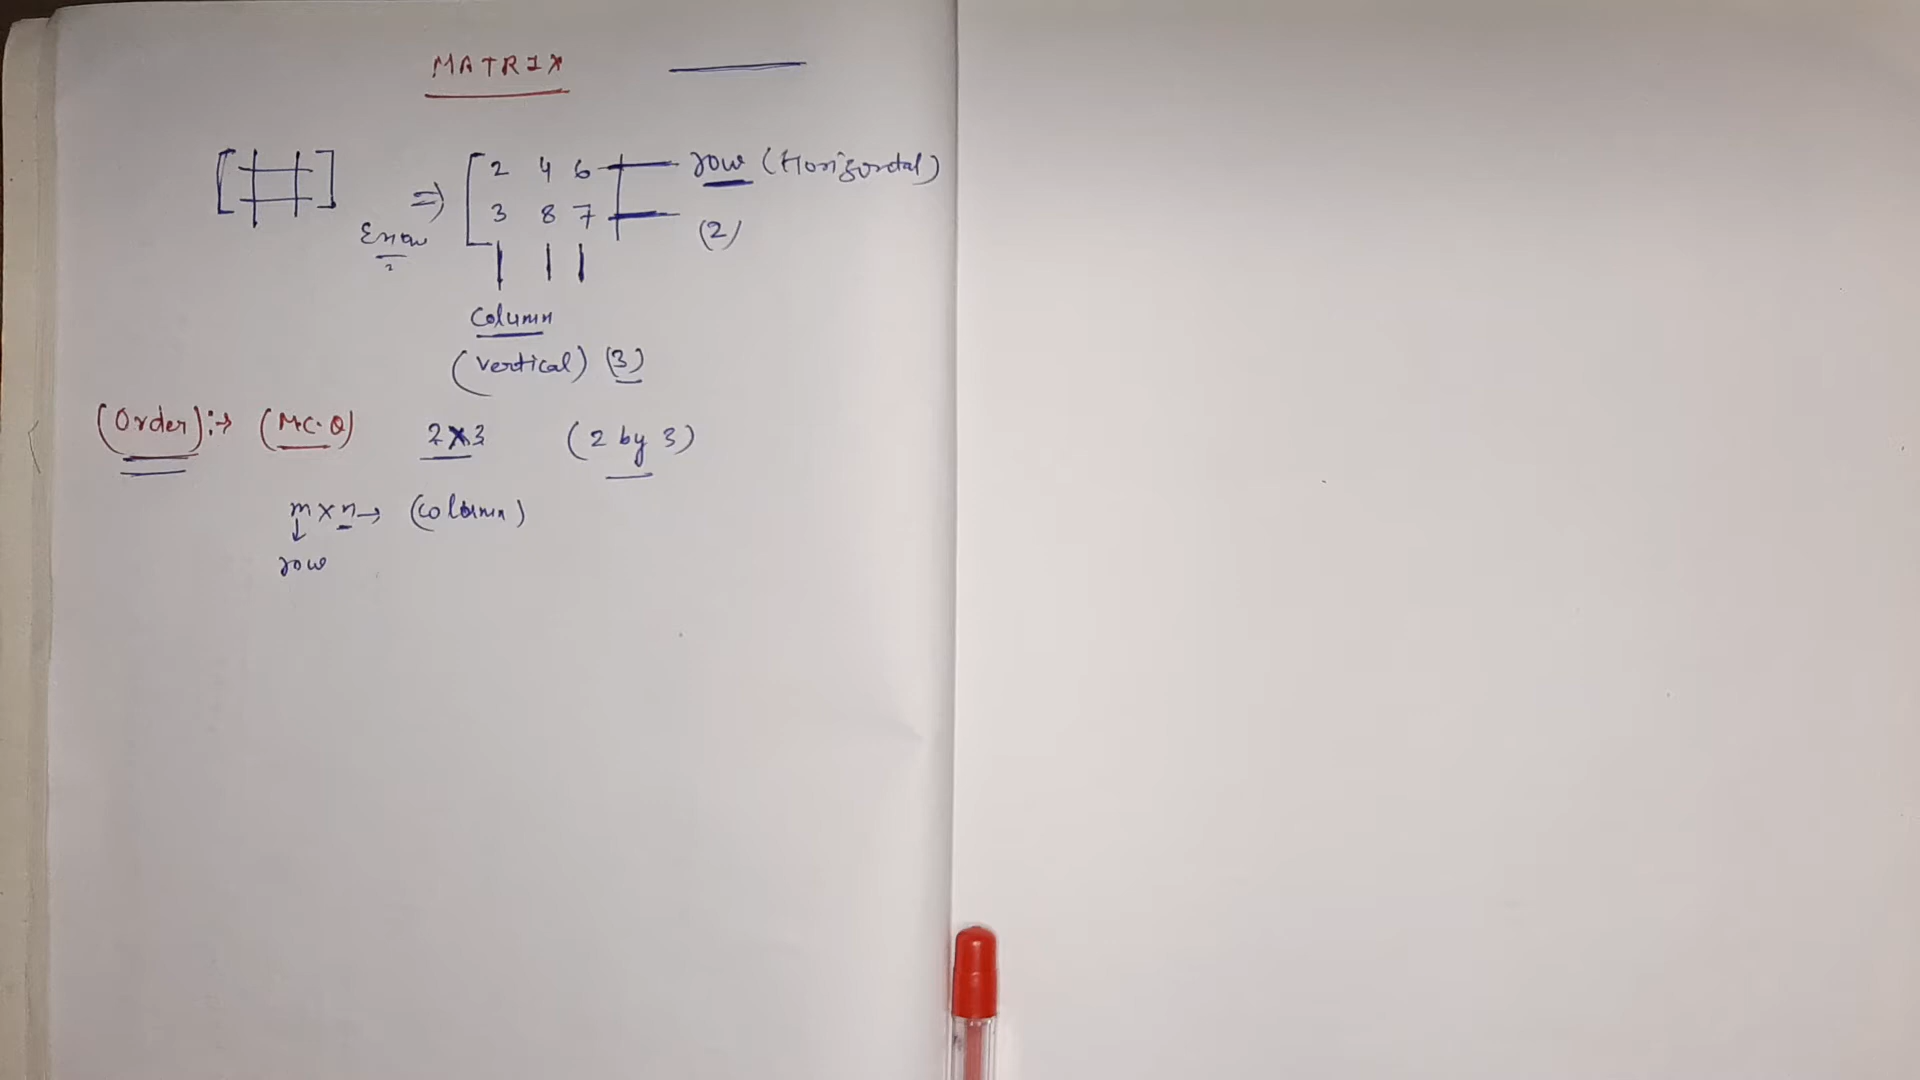 MATRIX
⇒ [2 4 6 row (Horizontal)
3 8 7 (2)
Column
(vertical) (3)
(Order):→ (M.C.Q) 2×3 (2 by 3)
m×n→ (column)
↓
row